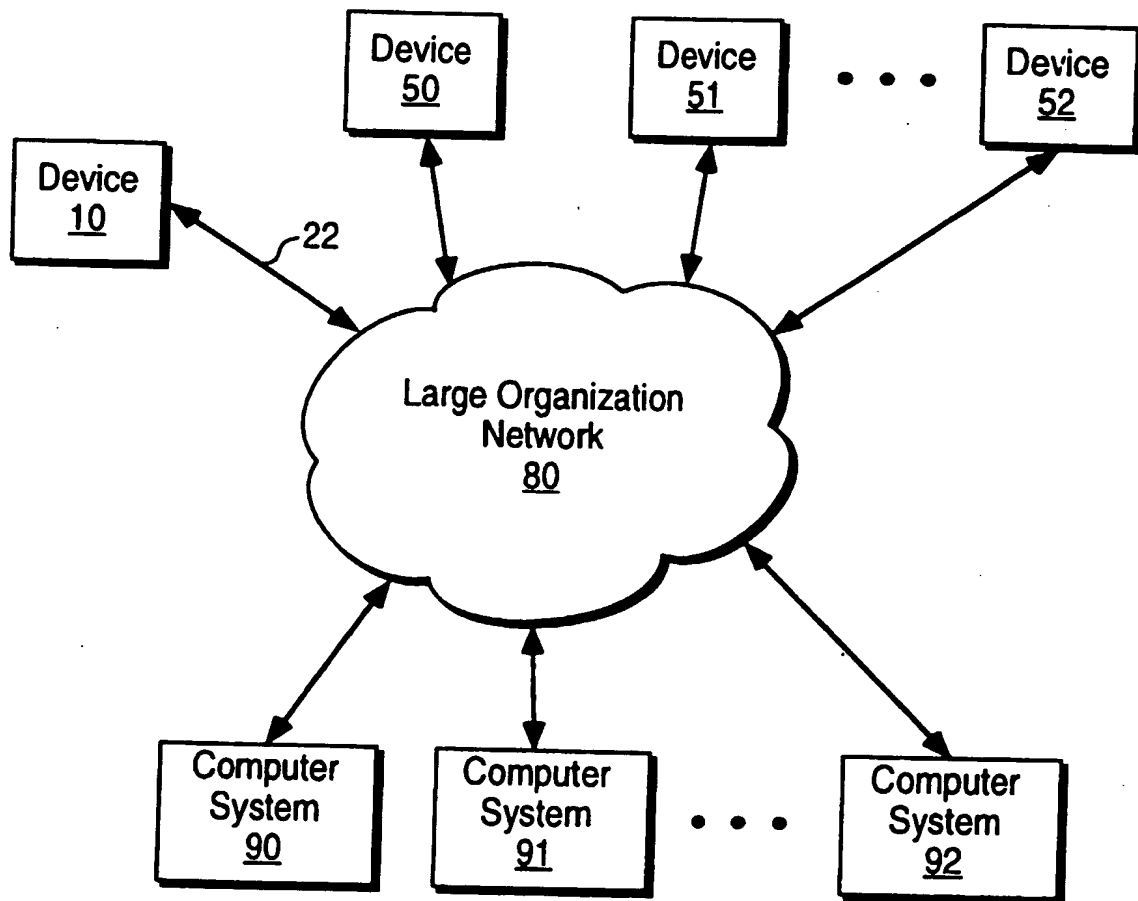 Device
50
Device
51
Device
52
Device
10
22
Large Organization
Network
80
Computer
System
90
Computer
System
91
Computer
System
92